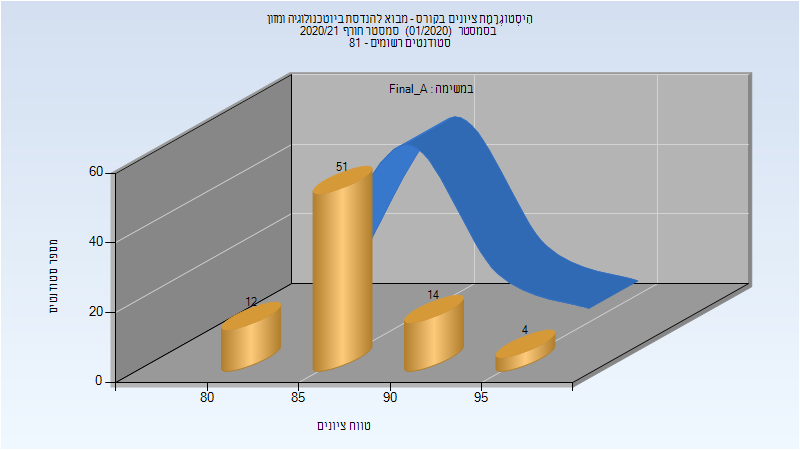 היסטוגרמת ציונים בקורס - מבוא להנדסת ביוטכנולוגיה ומזון
בסמסטר (01/2020) סמסטר חורף 2020/21
סטודנטים רשומים - 81
במשימה : Final_A
מספר סטודנטים
60
40
20
0
12
51
14
4
80
85
90
95
טווח ציונים